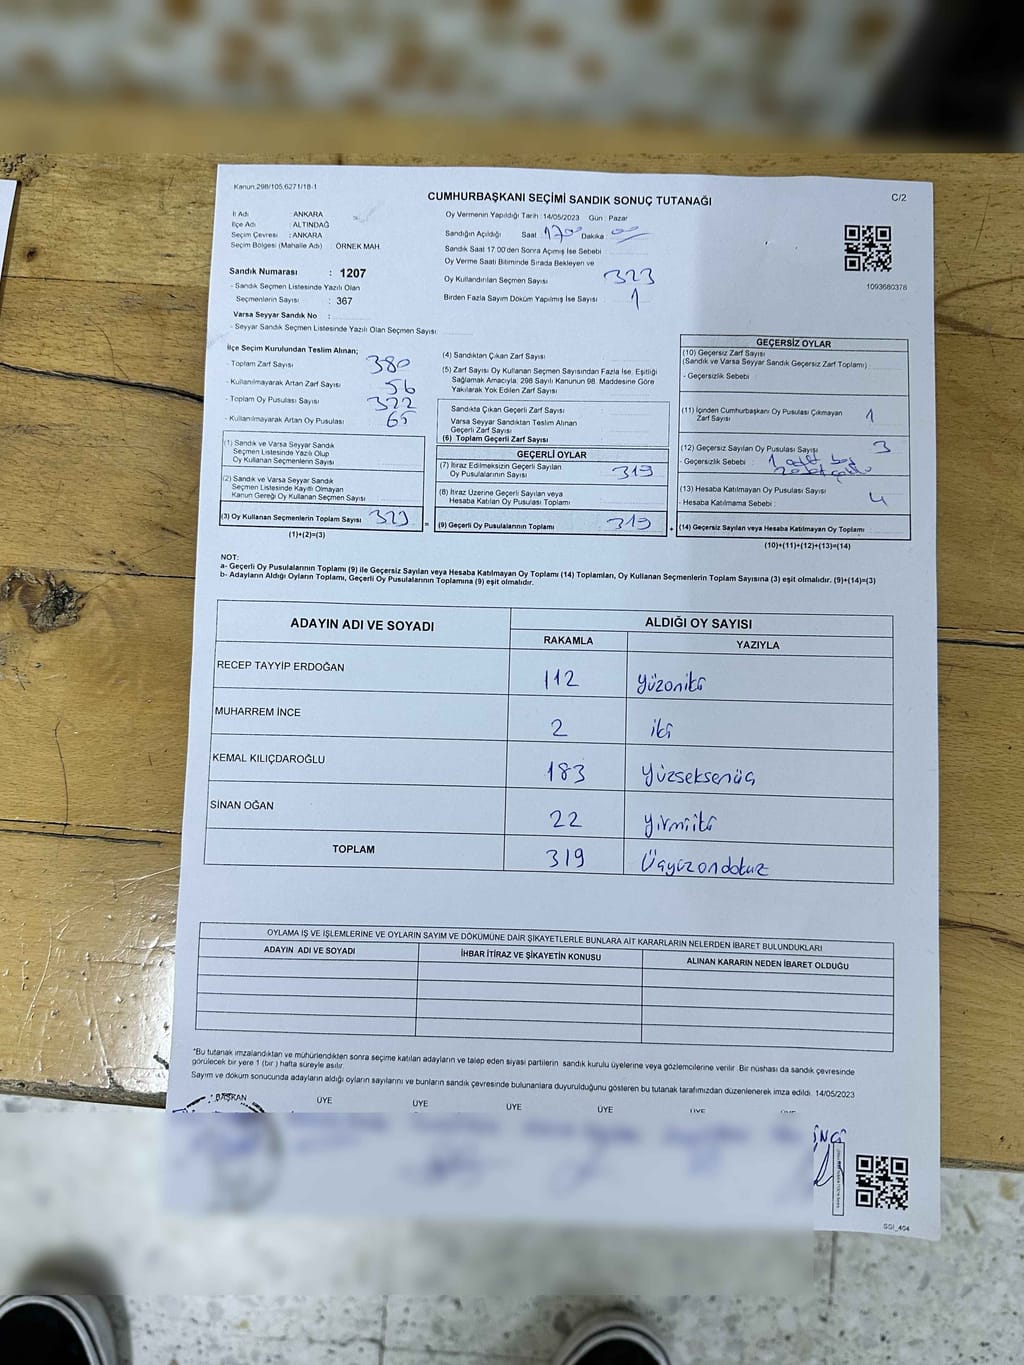 Kanun.298/105,6271/18-1
C/2
CUMHURBAŞKANI SEÇİMİ SANDIK SONUÇ TUTANAĞI
İl Adı : ANKARA
İlçe Adı : ALTINDAĞ
Seçim Çevresi : ANKARA
Seçim Bölgesi (Mahalle Adı) : ÖRNEK MAH
Sandık Numarası : 1207
- Sandık Seçmen Listesinde Yazılı Olan
Seçmenlerin Sayısı : 367
Varsa Seyyar Sandık No :
- Seyyar Sandık Seçmen Listesinde Yazılı Olan Seçmen Sayısı
Oy Vermenin Yapıldığı Tarih : 14/05/2023 Gün : Pazar
Sandığın Açıldığı Saat 17 00 Dakika 00
Sandık Saat 17.00'den Sonra Açılmış İse Sebebi
Oy Verme Saati Bitiminde Sırada Bekleyen ve
Oy Kullandırılan Seçmen Sayısı 323
Birden Fazla Sayım Döküm Yapılmış İse Sayısı 1
1093680376
İlçe Seçim Kurulundan Teslim Alınan;
- Toplam Zarf Sayısı 380
- Kullanılmayarak Artan Zarf Sayısı 56
- Toplam Oy Pusulası Sayısı 322
- Kullanılmayarak Artan Oy Pusulası 65
(1) Sandık ve Varsa Seyyar Sandık
Seçmen Listesinde Yazılı Olup
Oy Kullanan Seçmenlerin Sayısı
(2) Sandık ve Varsa Seyyar Sandık
Seçmen Listesinde Kayıtlı Olmayan
Kanun Gereği Oy Kullanan Seçmen Sayısı
(3) Oy Kullanan Seçmenlerin Toplam Sayısı 323
(1)+(2)=(3)
=
(4) Sandıktan Çıkan Zarf Sayısı
(5) Zarf Sayısı Oy Kullanan Seçmen Sayısından Fazla İse, Eşitliği
Sağlamak Amacıyla, 298 Sayılı Kanunun 98. Maddesine Göre
Yakılarak Yok Edilen Zarf Sayısı
Sandıkta Çıkan Geçerli Zarf Sayısı
Varsa Seyyar Sandıktan Teslim Alınan
Geçerli Zarf Sayısı
(6) Toplam Geçerli Zarf Sayısı
GEÇERLİ OYLAR
(7) İtiraz Edilmeksizin Geçerli Sayılan
Oy Pusulalarının Sayısı 319
(8) İtiraz Üzerine Geçerli Sayılan veya
Hesaba Katılan Oy Pusulası Toplamı
(9) Geçerli Oy Pusulalarının Toplamı 319
+
GEÇERSİZ OYLAR
(10) Geçersiz Zarf Sayısı
(Sandık ve Varsa Seyyar Sandık Geçersiz Zarf Toplamı)
- Geçersizlik Sebebi :
(11) İçinden Cumhurbaşkanı Oy Pusulası Çıkmayan
Zarf Sayısı 1
(12) Geçersiz Sayılan Oy Pusulası Sayısı 3
- Geçersizlik Sebebi : 1 adet boş
2 adet
(13) Hesaba Katılmayan Oy Pusulası Sayısı
- Hesaba Katılmama Sebebi : 4
(14) Geçersiz Sayılan veya Hesaba Katılmayan Oy Toplamı
(10)+(11)+(12)+(13)=(14)
NOT:
a- Geçerli Oy Pusulalarının Toplamı (9) ile Geçersiz Sayılan veya Hesaba Katılmayan Oy Toplamı (14) Toplamları, Oy Kullanan Seçmenlerin Toplam Sayısına (3) eşit olmalıdır. (9)+(14)=(3)
b- Adayların Aldığı Oyların Toplamı, Geçerli Oy Pusulalarının Toplamına (9) eşit olmalıdır.
ADAYIN ADI VE SOYADI
ALDIĞI OY SAYISI
RAKAMLA YAZIYLA
RECEP TAYYİP ERDOĞAN 112 yüzoniki
MUHARREM İNCE 2 iki
KEMAL KILIÇDAROĞLU 183 yüzseksenüç
SİNAN OĞAN 22 yirmiiki
TOPLAM 319 Üçyüzondokuz
OYLAMA İŞ VE İŞLEMLERİNE VE OYLARIN SAYIM VE DÖKÜMÜNE DAİR ŞİKAYETLERLE BUNLARA AİT KARARLARIN NELERDEN İBARET BULUNDUKLARI
ADAYIN ADI VE SOYADI İHBAR İTİRAZ VE ŞİKAYETİN KONUSU ALINAN KARARIN NEDEN İBARET OLDUĞU
*Bu tutanak imzalandıktan ve mühürlendikten sonra seçime katılan adayların ve talep eden siyasi partilerin sandık kurulu üyelerine veya gözlemcilerine verilir. Bir nüshası da sandık çevresinde
görülecek bir yere 1 (bir) hafta süreyle asılır.
Sayım ve döküm sonucunda adayların aldığı oyların sayılarını ve bunların sandık çevresinde bulunanlara duyurulduğunu gösteren bu tutanak tarafımızdan düzenlenerek imza edildi. 14/05/2023
BAŞKAN ÜYE ÜYE ÜYE ÜYE ÜYE ÜYE